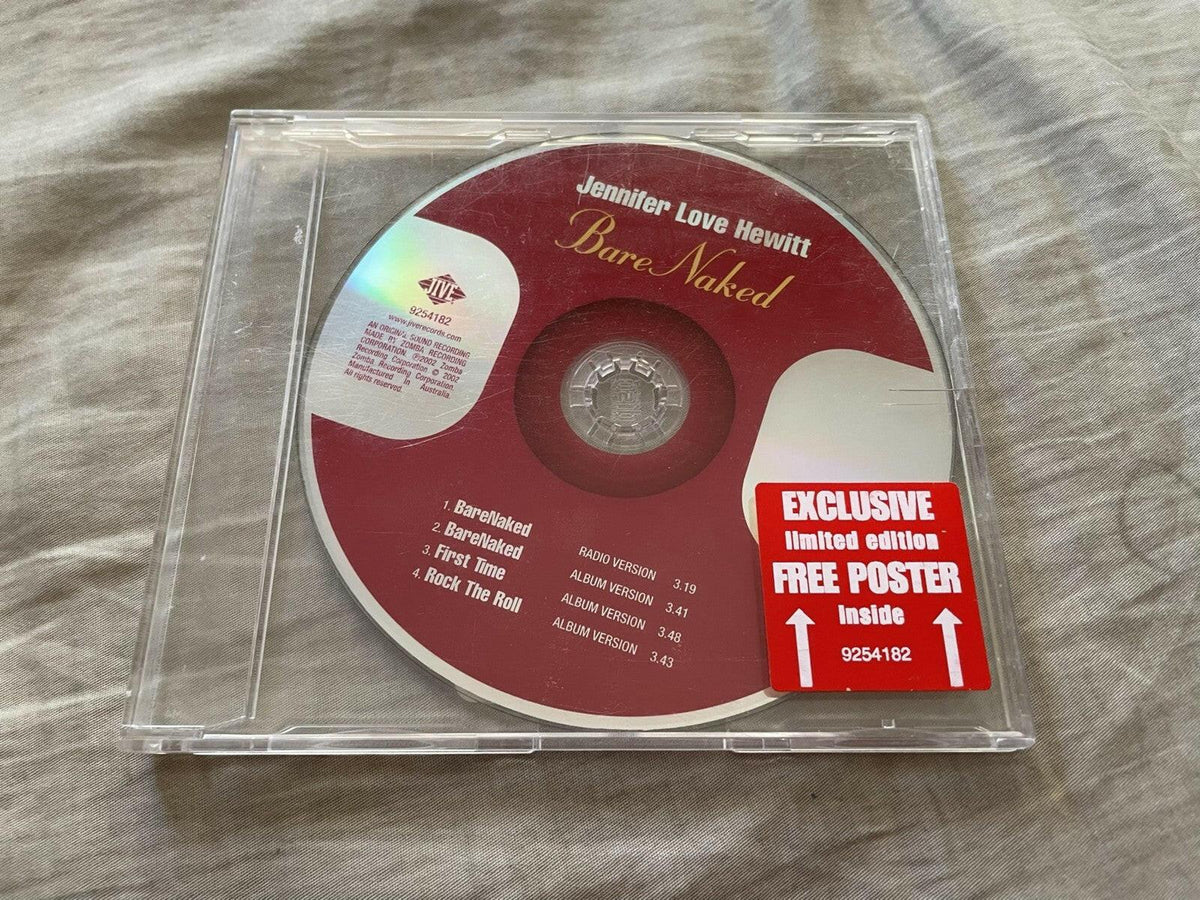 Jennifer Love Hewitt
Bare Naked
JIVE
9254182
www.jiverecords.com
AN ORIGINAL SOUND RECORDING
MADE BY ZOMBA RECORDING
CORPORATION ℗2002 Zomba
Recording Corporation © 2002
Zomba Recording Corporation.
Manufactured In Australia.
All rights reserved.
1. BareNaked RADIO VERSION 3.19
2. BareNaked ALBUM VERSION 3.41
3. First Time ALBUM VERSION 3.48
4. Rock The Roll ALBUM VERSION 3.43
EXCLUSIVE
limited edition
FREE POSTER
inside
9254182